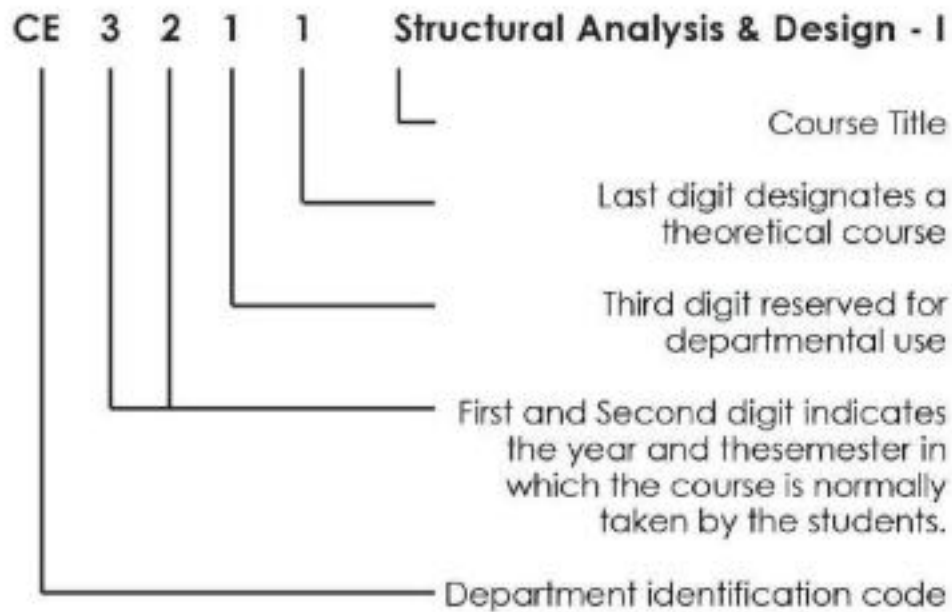 CE 3 2 1 1 Structural Analysis & Design - I
Course Title
Last digit designates a
theoretical course
Third digit reserved for
departmental use
First and Second digit indicates
the year and thesemester in
which the course is normally
taken by the students.
Department identification code